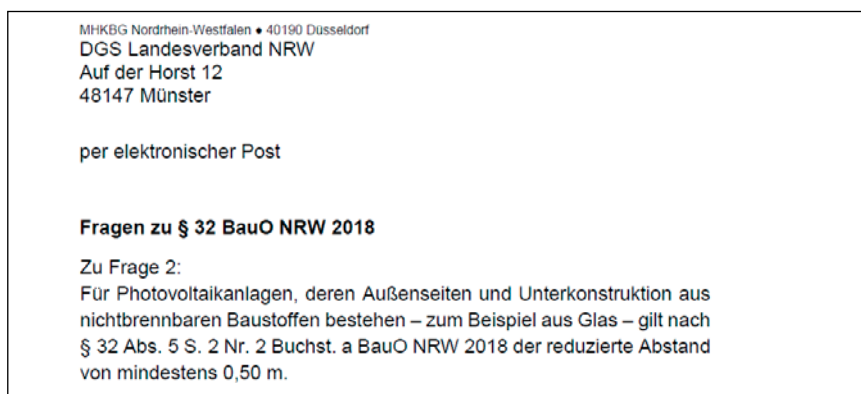 MHKBG Nordrhein-Westfalen ● 40190 Düsseldorf
DGS Landesverband NRW
Auf der Horst 12
48147 Münster
per elektronischer Post
Fragen zu § 32 BauO NRW 2018
Zu Frage 2:
Für Photovoltaikanlagen, deren Außenseiten und Unterkonstruktion aus
nichtbrennbaren Baustoffen bestehen – zum Beispiel aus Glas – gilt nach
§ 32 Abs. 5 S. 2 Nr. 2 Buchst. a BauO NRW 2018 der reduzierte Abstand
von mindestens 0,50 m.